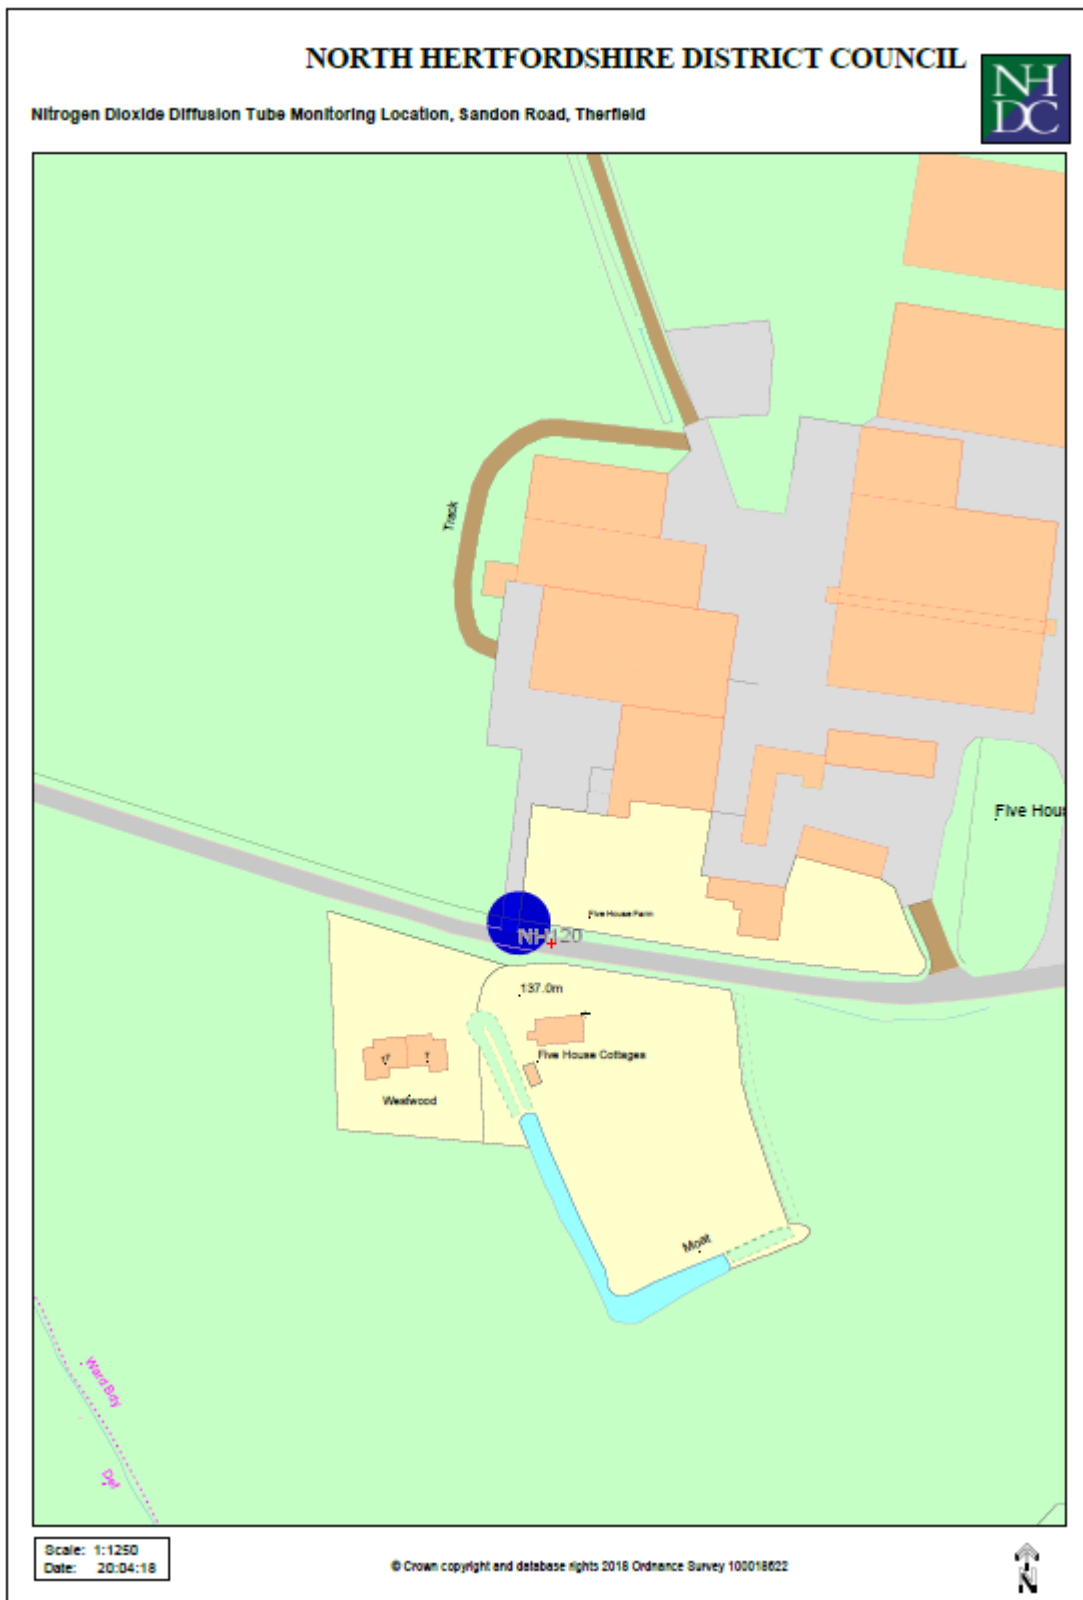 NORTH HERTFORDSHIRE DISTRICT COUNCIL
NH
DC
Nitrogen Dioxide Diffusion Tube Monitoring Location, Sandon Road, Therfield
Track
Five Hous
Five House Farm
NH120
137.0m
Five House Cottages
Westwood
Moat
Ward Bdy
Def
Scale: 1:1250
Date: 20:04:18
© Crown copyright and database rights 2018 Ordnance Survey 100018622
N